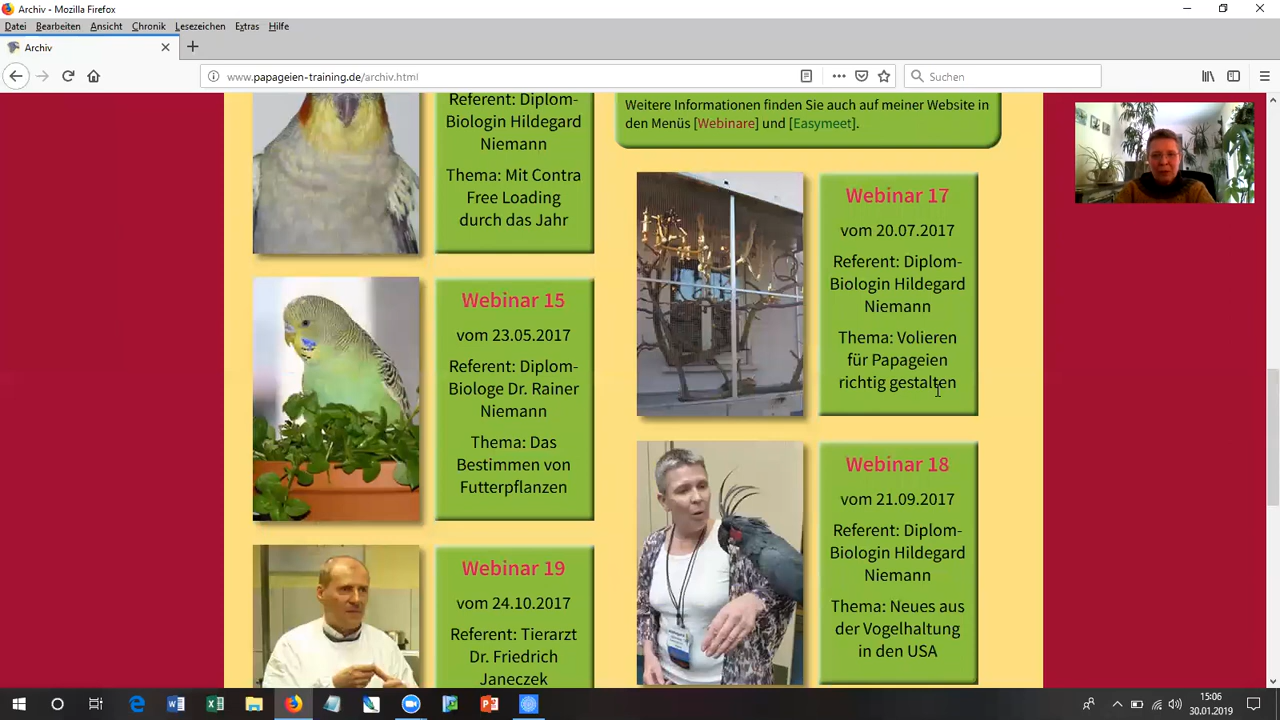 Archiv - Mozilla Firefox
Datei Bearbeiten Ansicht Chronik Lesezeichen Extras Hilfe
Archiv
www.papageien-training.de/archiv.html
Suchen
Referent: Diplom-
Biologin Hildegard
Niemann
Thema: Mit Contra
Free Loading
durch das Jahr
Webinar 15
vom 23.05.2017
Referent: Diplom-
Biologe Dr. Rainer
Niemann
Thema: Das
Bestimmen von
Futterpflanzen
Webinar 19
vom 24.10.2017
Referent: Tierarzt
Dr. Friedrich
Janeczek
Weitere Informationen finden Sie auch auf meiner Website in
den Menüs [Webinare] und [Easymeet].
Webinar 17
vom 20.07.2017
Referent: Diplom-
Biologin Hildegard
Niemann
Thema: Volieren
für Papageien
richtig gestalten
Webinar 18
vom 21.09.2017
Referent: Diplom-
Biologin Hildegard
Niemann
Thema: Neues aus
der Vogelhaltung
in den USA
15:06
30.01.2019